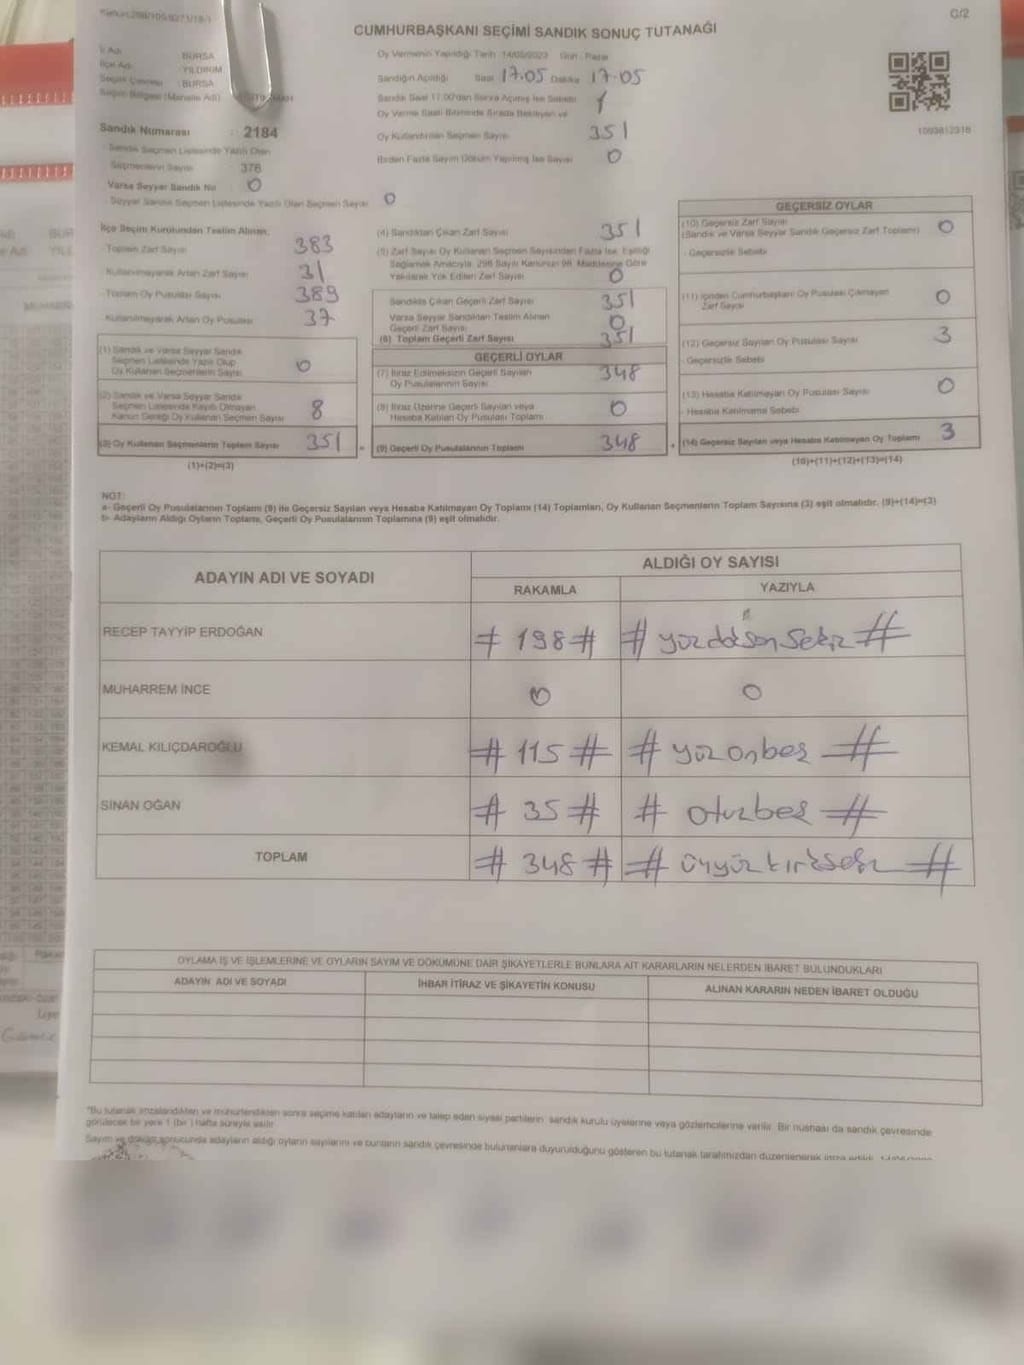 C/2
CUMHURBAŞKANI SEÇİMİ SANDIK SONUÇ TUTANAĞI
İl Adı BURSA
İlçe Adı YILDIRIM
Seçim Çevresi : BURSA
Seçim Bölgesi (Mahalle Adı)
Sandık Numarası : 2184
Sandık Seçmen Listesinde Yazılı Olan
Seçmenlerin Sayısı 376
Varsa Seyyar Sandık No 0
Seyyar Sandık Seçmen Listesinde Yazılı Olan Seçmen Sayısı 0
Oy Vermenin Yapıldığı Tarih : 14/05/2023 Gün : Pazar
Sandığın Açıldığı Saat 17.05 Dakika 17.05
Sandık Saat 17.00'dan Sonra Açılmış İse Sebebi
Oy Verme Saati Bitiminde Sırada Bekleyen ve
Oy Kullandırılan Seçmen Sayısı 351
Birden Fazla Sayım Döküm Yapılmış İse Sayısı 0
1093812318
İlçe Seçim Kurulundan Teslim Alınan;
- Toplam Zarf Sayısı 383
- Kullanılmayarak Artan Zarf Sayısı 31
- Toplam Oy Pusulası Sayısı 389
- Kullanılmayarak Artan Oy Pusulası 37
(1) Sandık ve Varsa Seyyar Sandık
Seçmen Listesinde Yazılı Olup
Oy Kullanan Seçmenlerin Sayısı 0
(2) Sandık ve Varsa Seyyar Sandık
Seçmen Listesinde Kayıtlı Olmayan
Kanun Gereği Oy Kullanan Seçmen Sayısı 8
(3) Oy Kullanan Seçmenlerin Toplam Sayısı 351
(1)+(2)=(3)
(4) Sandıktan Çıkan Zarf Sayısı 351
(5) Zarf Sayısı Oy Kullanan Seçmen Sayısından Fazla İse, Eşitliği
Sağlamak Amacıyla, 298 Sayılı Kanunun 98. Maddesine Göre
Yakılarak Yok Edilen Zarf Sayısı 0
Sandıkta Çıkan Geçerli Zarf Sayısı 351
Varsa Seyyar Sandıktan Teslim Alınan
Geçerli Zarf Sayısı 0
(6) Toplam Geçerli Zarf Sayısı 351
GEÇERLİ OYLAR
(7) İtiraz Edilmeksizin Geçerli Sayılan
Oy Pusulalarının Sayısı 348
(8) İtiraz Üzerine Geçerli Sayılan veya
Hesaba Katılan Oy Pusulası Toplamı 0
= (9) Geçerli Oy Pusulalarının Toplamı 348 +
GEÇERSİZ OYLAR
(10) Geçersiz Zarf Sayısı
(Sandık ve Varsa Seyyar Sandık Geçersiz Zarf Toplamı) 0
- Geçersizlik Sebebi
(11) İçinden Cumhurbaşkanı Oy Pusulası Çıkmayan
Zarf Sayısı 0
(12) Geçersiz Sayılan Oy Pusulası Sayısı 3
- Geçersizlik Sebebi
(13) Hesaba Katılmayan Oy Pusulası Sayısı 0
- Hesaba Katılmama Sebebi
(14) Geçersiz Sayılan veya Hesaba Katılmayan Oy Toplamı 3
(10)+(11)+(12)+(13)=(14)
NOT:
a- Geçerli Oy Pusulalarının Toplamı (9) ile Geçersiz Sayılan veya Hesaba Katılmayan Oy Toplamı (14) Toplamları, Oy Kullanan Seçmenlerin Toplam Sayısına (3) eşit olmalıdır. (9)+(14)=(3)
b- Adayların Aldığı Oyların Toplamı, Geçerli Oy Pusulalarının Toplamına (9) eşit olmalıdır.
ADAYIN ADI VE SOYADI ALDIĞI OY SAYISI
RAKAMLA YAZIYLA
RECEP TAYYİP ERDOĞAN # 198 #
MUHARREM İNCE 0 0
KEMAL KILIÇDAROĞLU # 115 # # yüzonbeş #
SİNAN OĞAN # 35 # # otuzbeş #
TOPLAM # 348 # # üçyüz kırksekiz #
OYLAMA İŞ VE İŞLEMLERİNE VE OYLARIN SAYIM VE DÖKÜMÜNE DAİR ŞİKAYETLERLE BUNLARA AİT KARARLARIN NELERDEN İBARET BULUNDUKLARI
ADAYIN ADI VE SOYADI İHBAR İTİRAZ VE ŞİKAYETİN KONUSU ALINAN KARARIN NEDEN İBARET OLDUĞU
*Bu tutanak imzalandıktan ve mühürlendikten sonra seçime katılan adayların ve talep eden siyasi partilerin sandık kurulu üyelerine veya gözlemcilerine verilir. Bir nüshası da sandık çevresinde
görülecek bir yere 1 (bir) hafta süreyle asılır.
Sayım ve döküm sonucunda adayların aldığı oyların sayılarını ve bunların sandık çevresinde bulunanlara duyurulduğunu gösteren bu tutanak tarafımızdan düzenlenerek imza edildi.